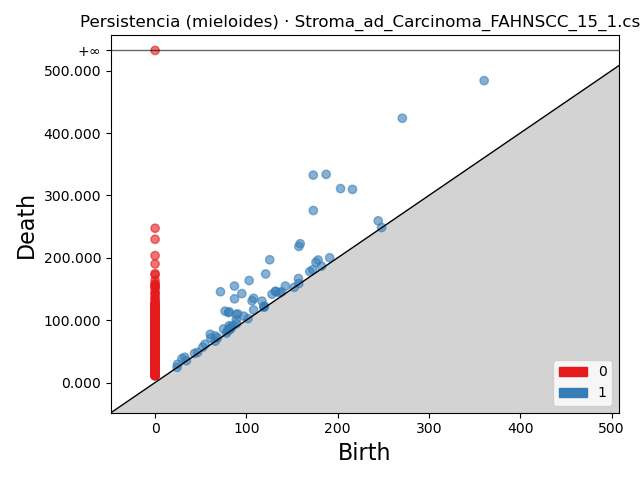 Persistencia (mieloides) · Stroma_ad_Carcinoma_FAHNSCC_15_1.cs
+∞
500.000
400.000
300.000
200.000
100.000
0.000
Death
0
1
0 100 200 300 400 500
Birth